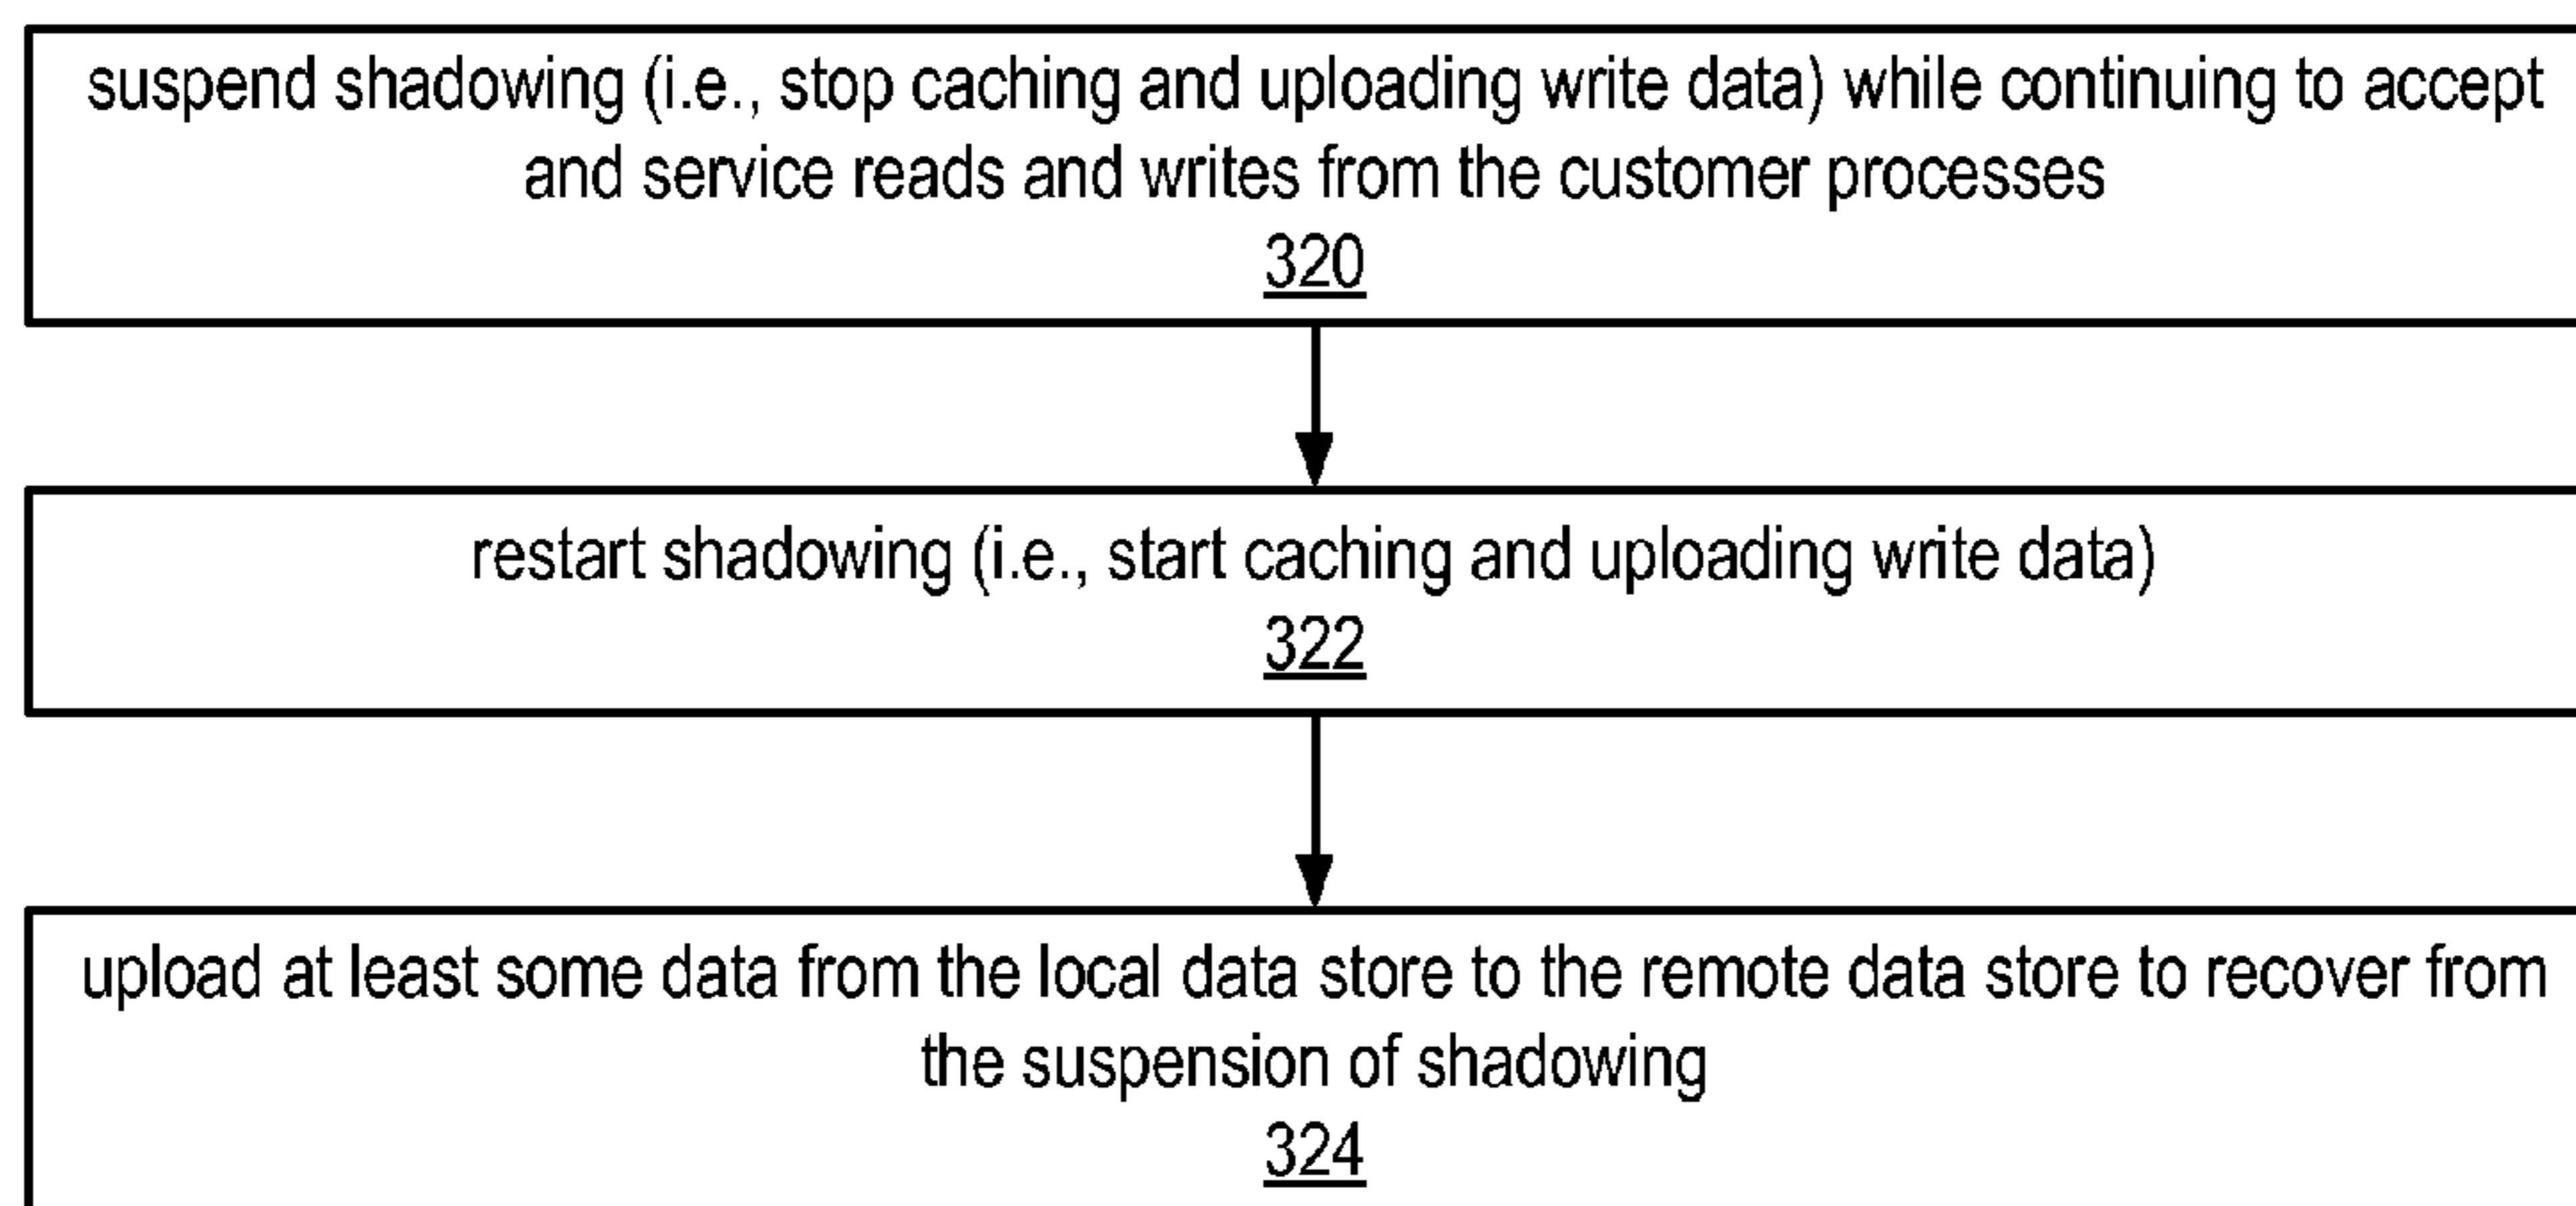 suspend shadowing (i.e., stop caching and uploading write data) while continuing to accept
and service reads and writes from the customer processes
320
restart shadowing (i.e., start caching and uploading write data)
322
upload at least some data from the local data store to the remote data store to recover from
the suspension of shadowing
324